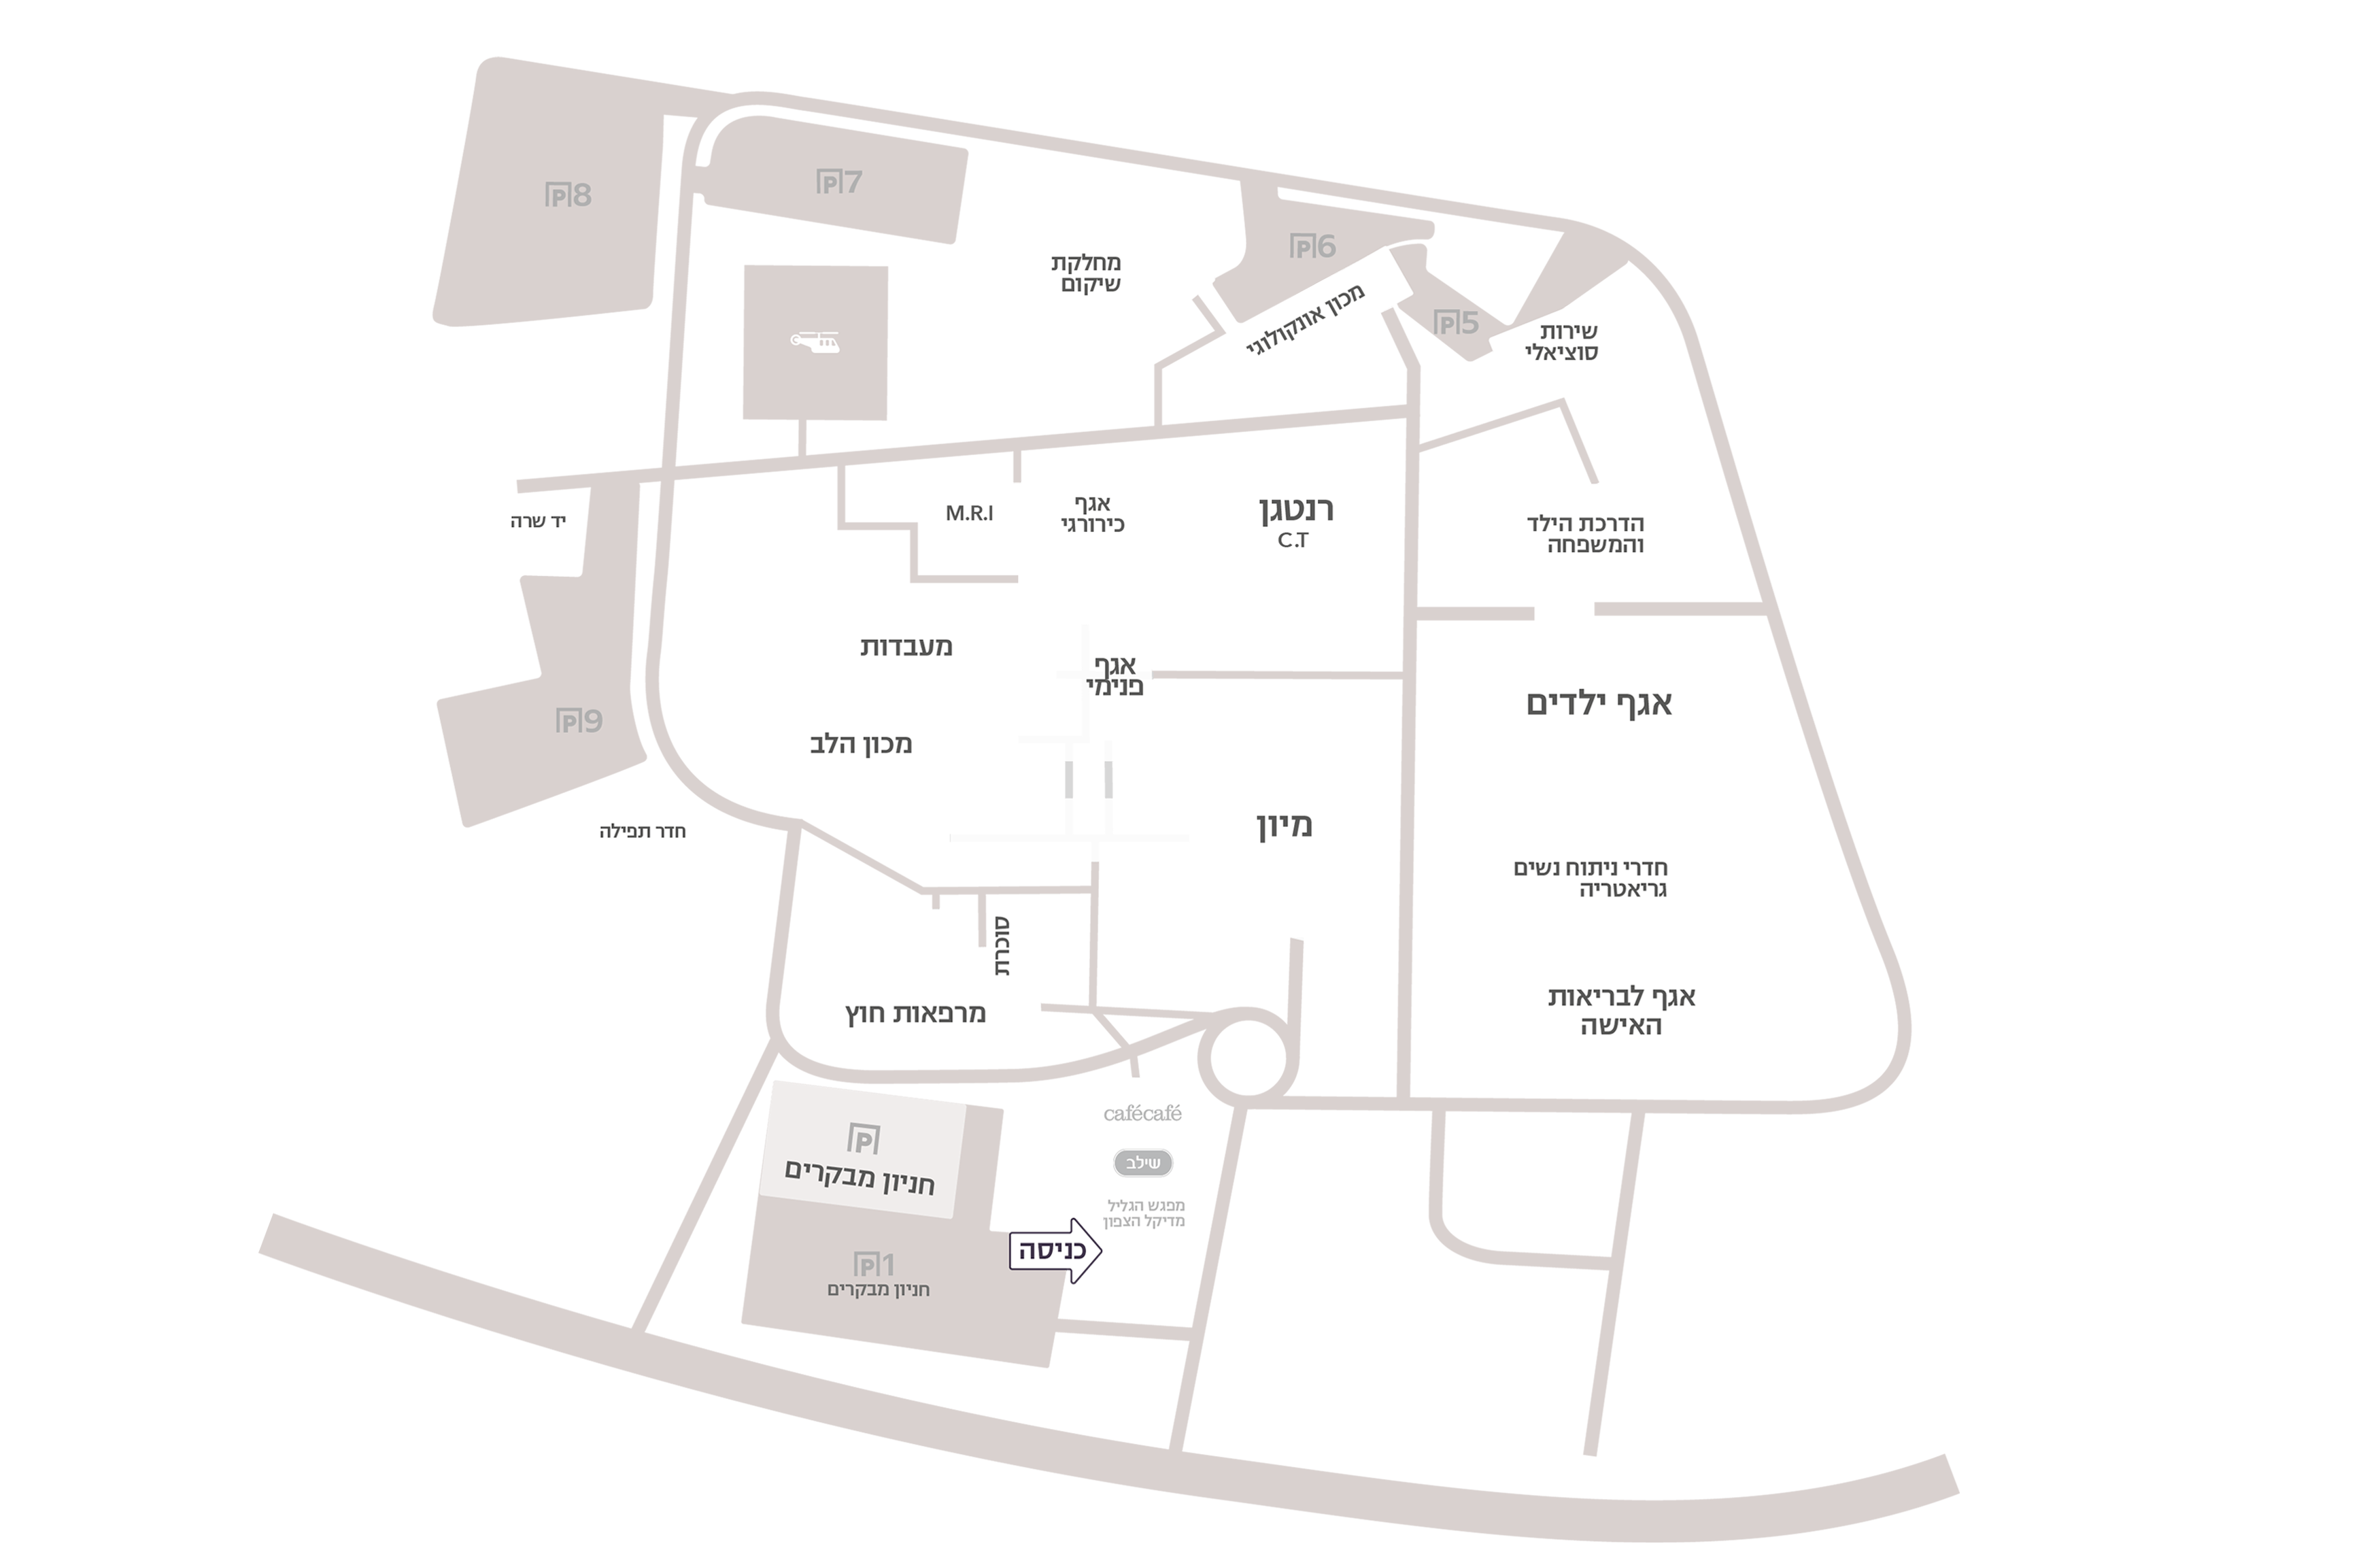 P8
P7
P6
P5
מחלקת
שיקום
מכון אונקולוגי
שירות
סוציאלי
יד שרה
M.R.I
אגף
כירורגי
רנטגן
C.T
הדרכת הילד
והמשפחה
מעבדות
אגף
פנימי
אגף ילדים
P9
מכון הלב
חדר תפילה
מיון
חדרי ניתוח נשים
גריאטריה
סוכרת
מרפאות חוץ
אגף לבריאות
האישה
P
חניון מבקרים
cafécafé
שילב
מפגש הגליל
מדיקל הצפון
כניסה
P1
חניון מבקרים